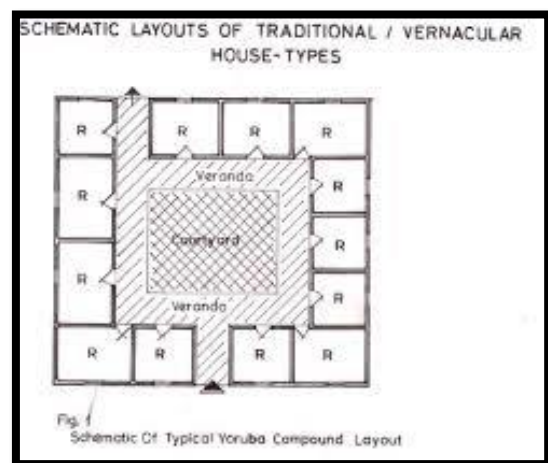 SCHEMATIC LAYOUTS OF TRADITIONAL / VERNACULAR
HOUSE-TYPES
R R R R
Veranda
R R
Courtyard
R
R R
Veranda
R R R R
Fig. 1
Schematic Of Typical Yoruba Compound Layout